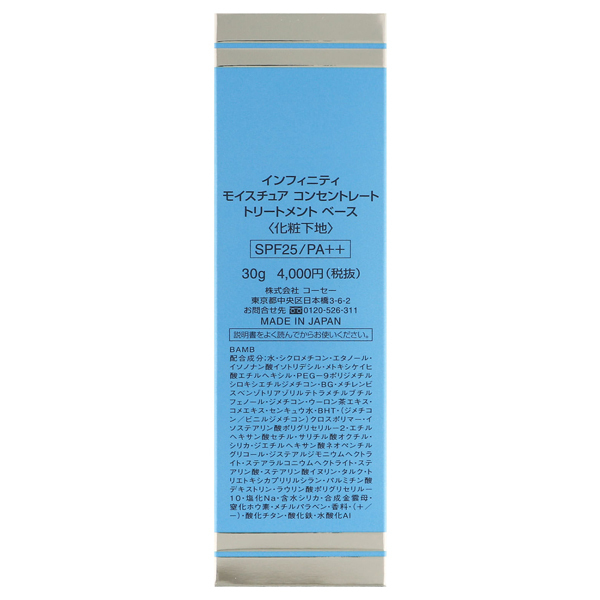 インフィニティ
モイスチュア コンセントレート
トリートメント ベース
〈化粧下地〉
SPF25/PA++
30g 4,000円(税抜)
株式会社 コーセー
東京都中央区日本橋3-6-2
お問合せ先 0120-526-311
MADE IN JAPAN
説明書をよく読んでからお使いください。
BAMB
配合成分:水・シクロメチコン・エタノール・
イソノナン酸イソトリデシル・メトキシケイヒ
酸エチルヘキシル・PEG-9ポリジメチル
シロキシエチルジメチコン・BG・メチレンビ
スベンゾトリアゾリルテトラメチルブチル
フェノール・ジメチコン・ウーロン茶エキス・
コメエキス・センキュウ水・BHT・(ジメチコ
ン/ビニルジメチコン)クロスポリマー・イ
ソステアリン酸ポリグリセリル-2・エチル
ヘキサン酸セチル・サリチル酸オクチル・
シリカ・ジエチルヘキサン酸ネオペンチル
グリコール・ジステアルジモニウムヘクトラ
イト・ステアラルコニウムヘクトライト・ステ
アリン酸・ステアリン酸イヌリン・タルク・ト
リエトキシカプリリルシラン・パルミチン酸
デキストリン・ラウリン酸ポリグリセリル-
10・塩化Na・含水シリカ・合成金雲母・
窒化ホウ素・メチルパラベン・香料・(+/
-)酸化チタン・酸化鉄・水酸化Al